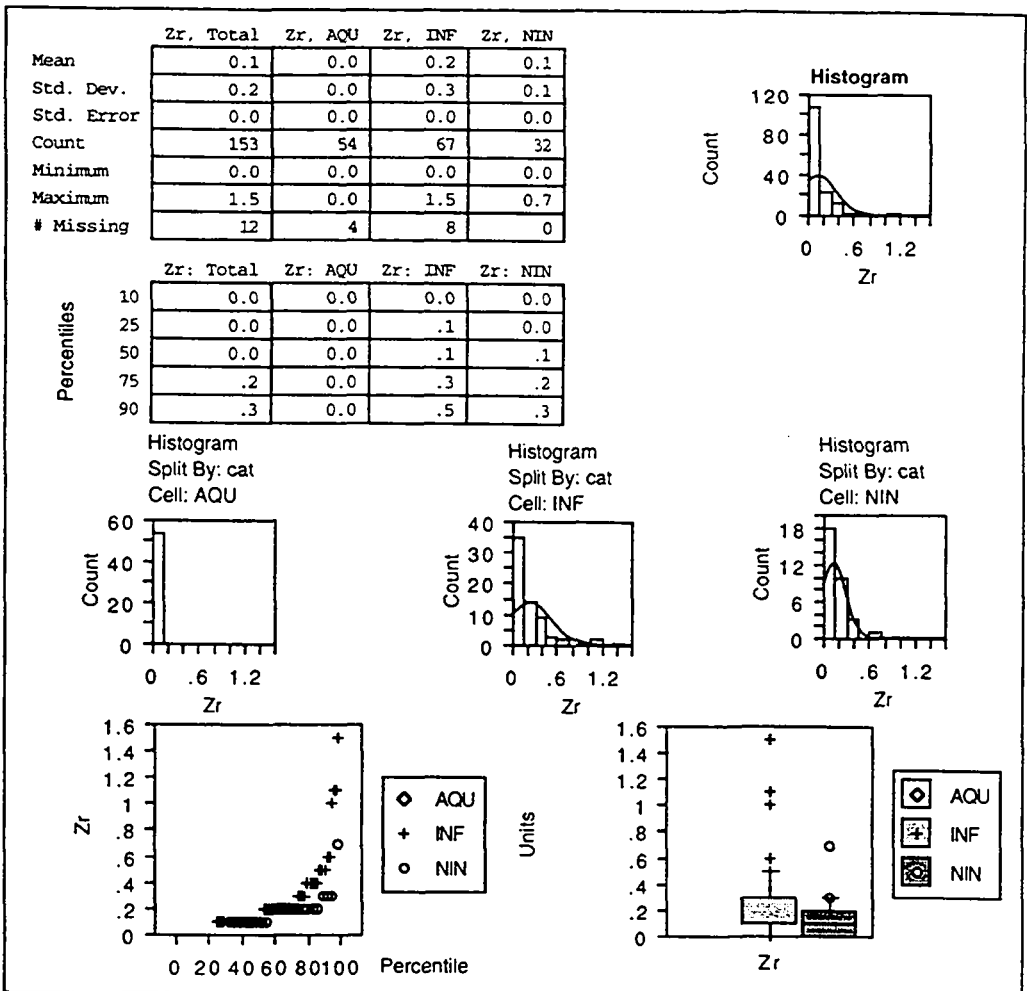 Zr, Total Zr, AQU Zr, INF Zr, NIN
Mean 0.1 0.0 0.2 0.1
Std. Dev. 0.2 0.0 0.3 0.1
Std. Error 0.0 0.0 0.0 0.0
Count 153 54 67 32
Minimum 0.0 0.0 0.0 0.0
Maximum 1.5 0.0 1.5 0.7
# Missing 12 4 8 0
Histogram
120
80
40
0
Count
0 .6 1.2
Zr
Zr: Total Zr: AQU Zr: INF Zr: NIN
Percentiles
10 0.0 0.0 0.0 0.0
25 0.0 0.0 .1 0.0
50 0.0 0.0 .1 .1
75 .2 0.0 .3 .2
90 .3 0.0 .5 .3
Histogram
Split By: cat
Cell: AQU
60
40
20
0
Count
0 .6 1.2
Zr
Histogram
Split By: cat
Cell: INF
40
30
20
10
0
Count
0 .6 1.2
Zr
Histogram
Split By: cat
Cell: NIN
18
12
6
0
Count
0 .6 1.2
Zr
1.6
1.4
1.2
1
.8
.6
.4
.2
0
Zr
0 20 40 60 80 100 Percentile
AQU
INF
NIN
1.6
1.4
1.2
1
.8
.6
.4
.2
0
Units
Zr
AQU
INF
NIN